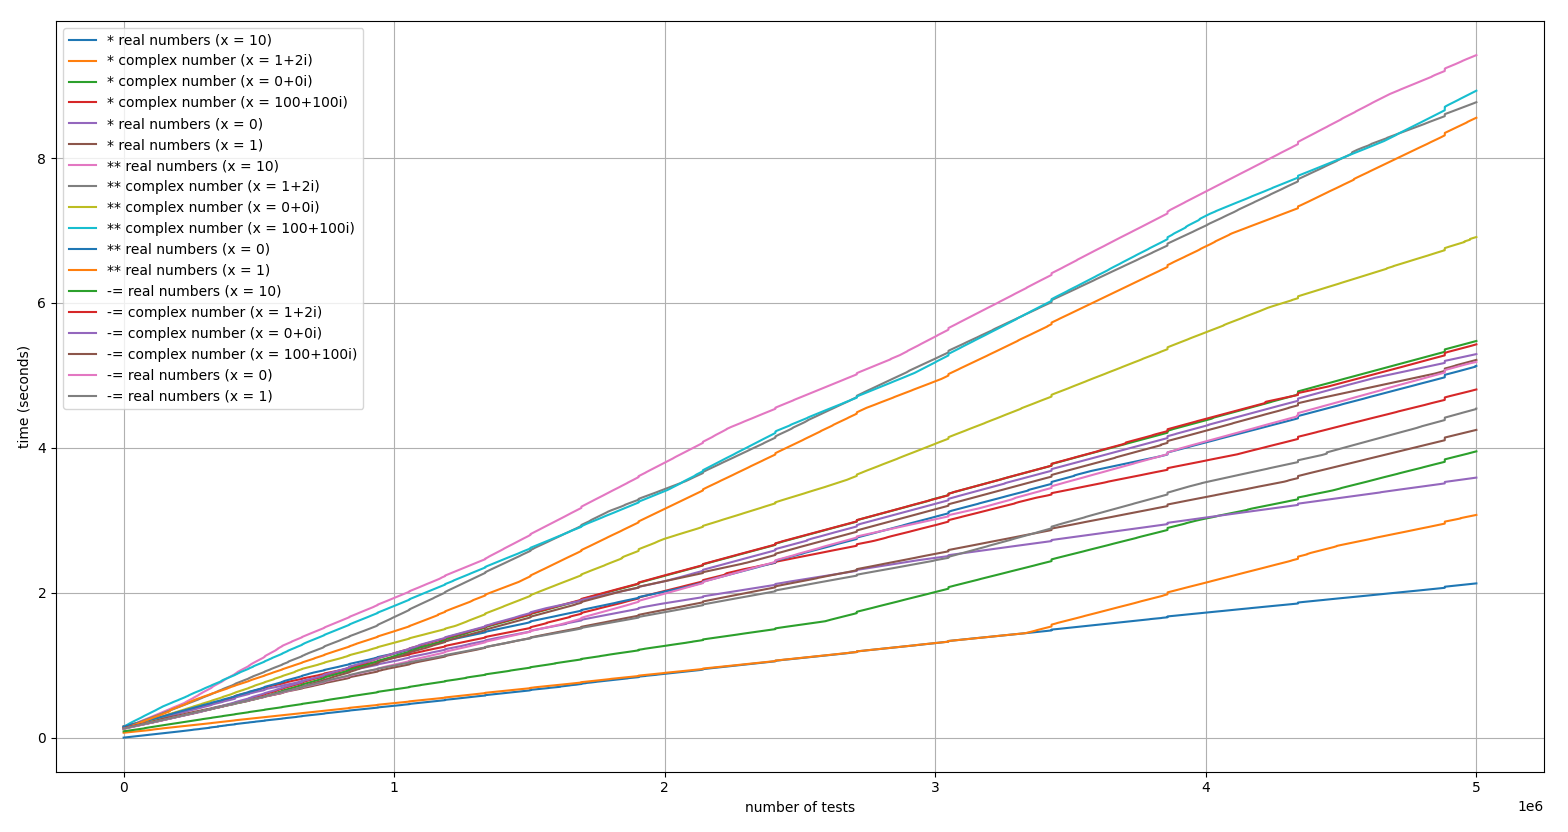 * real numbers (x = 10)
* complex number (x = 1+2i)
* complex number (x = 0+0i)
* complex number (x = 100+100i)
* real numbers (x = 0)
* real numbers (x = 1)
** real numbers (x = 10)
** complex number (x = 1+2i)
** complex number (x = 0+0i)
** complex number (x = 100+100i)
** real numbers (x = 0)
** real numbers (x = 1)
-= real numbers (x = 10)
-= complex number (x = 1+2i)
-= complex number (x = 0+0i)
-= complex number (x = 100+100i)
-= real numbers (x = 0)
-= real numbers (x = 1)
8
6
4
2
0
time (seconds)
0 1 2 3 4 5
1e6
number of tests